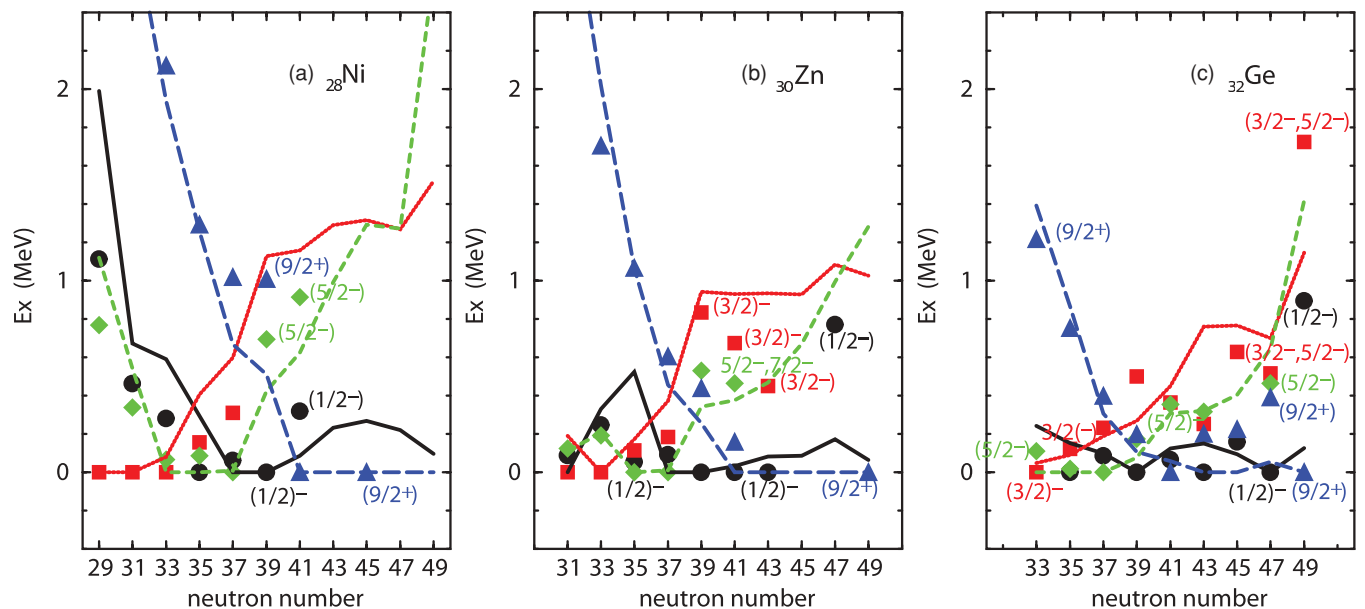 (a) 28Ni
Ex (MeV)
2
1
0
(9/2+)
(5/2−)
(5/2−)
(1/2−)
(1/2)−
(9/2+)
29 31 33 35 37 39 41 43 45 47 49
neutron number
(b) 30Zn
Ex (MeV)
2
1
0
(3/2)−
(3/2)−
5/2−,7/2−
(3/2−)
(1/2−)
(1/2)−
(1/2)−
(9/2+)
31 33 35 37 39 41 43 45 47 49
neutron number
(c) 32Ge
Ex (MeV)
2
1
0
(3/2−,5/2−)
(9/2+)
(1/2−)
(3/2−,5/2−)
(5/2−)
(9/2+)
3/2(−)
(5/2)−
(5/2−)
(3/2)−
(1/2)−
(9/2+)
33 35 37 39 41 43 45 47 49
neutron number